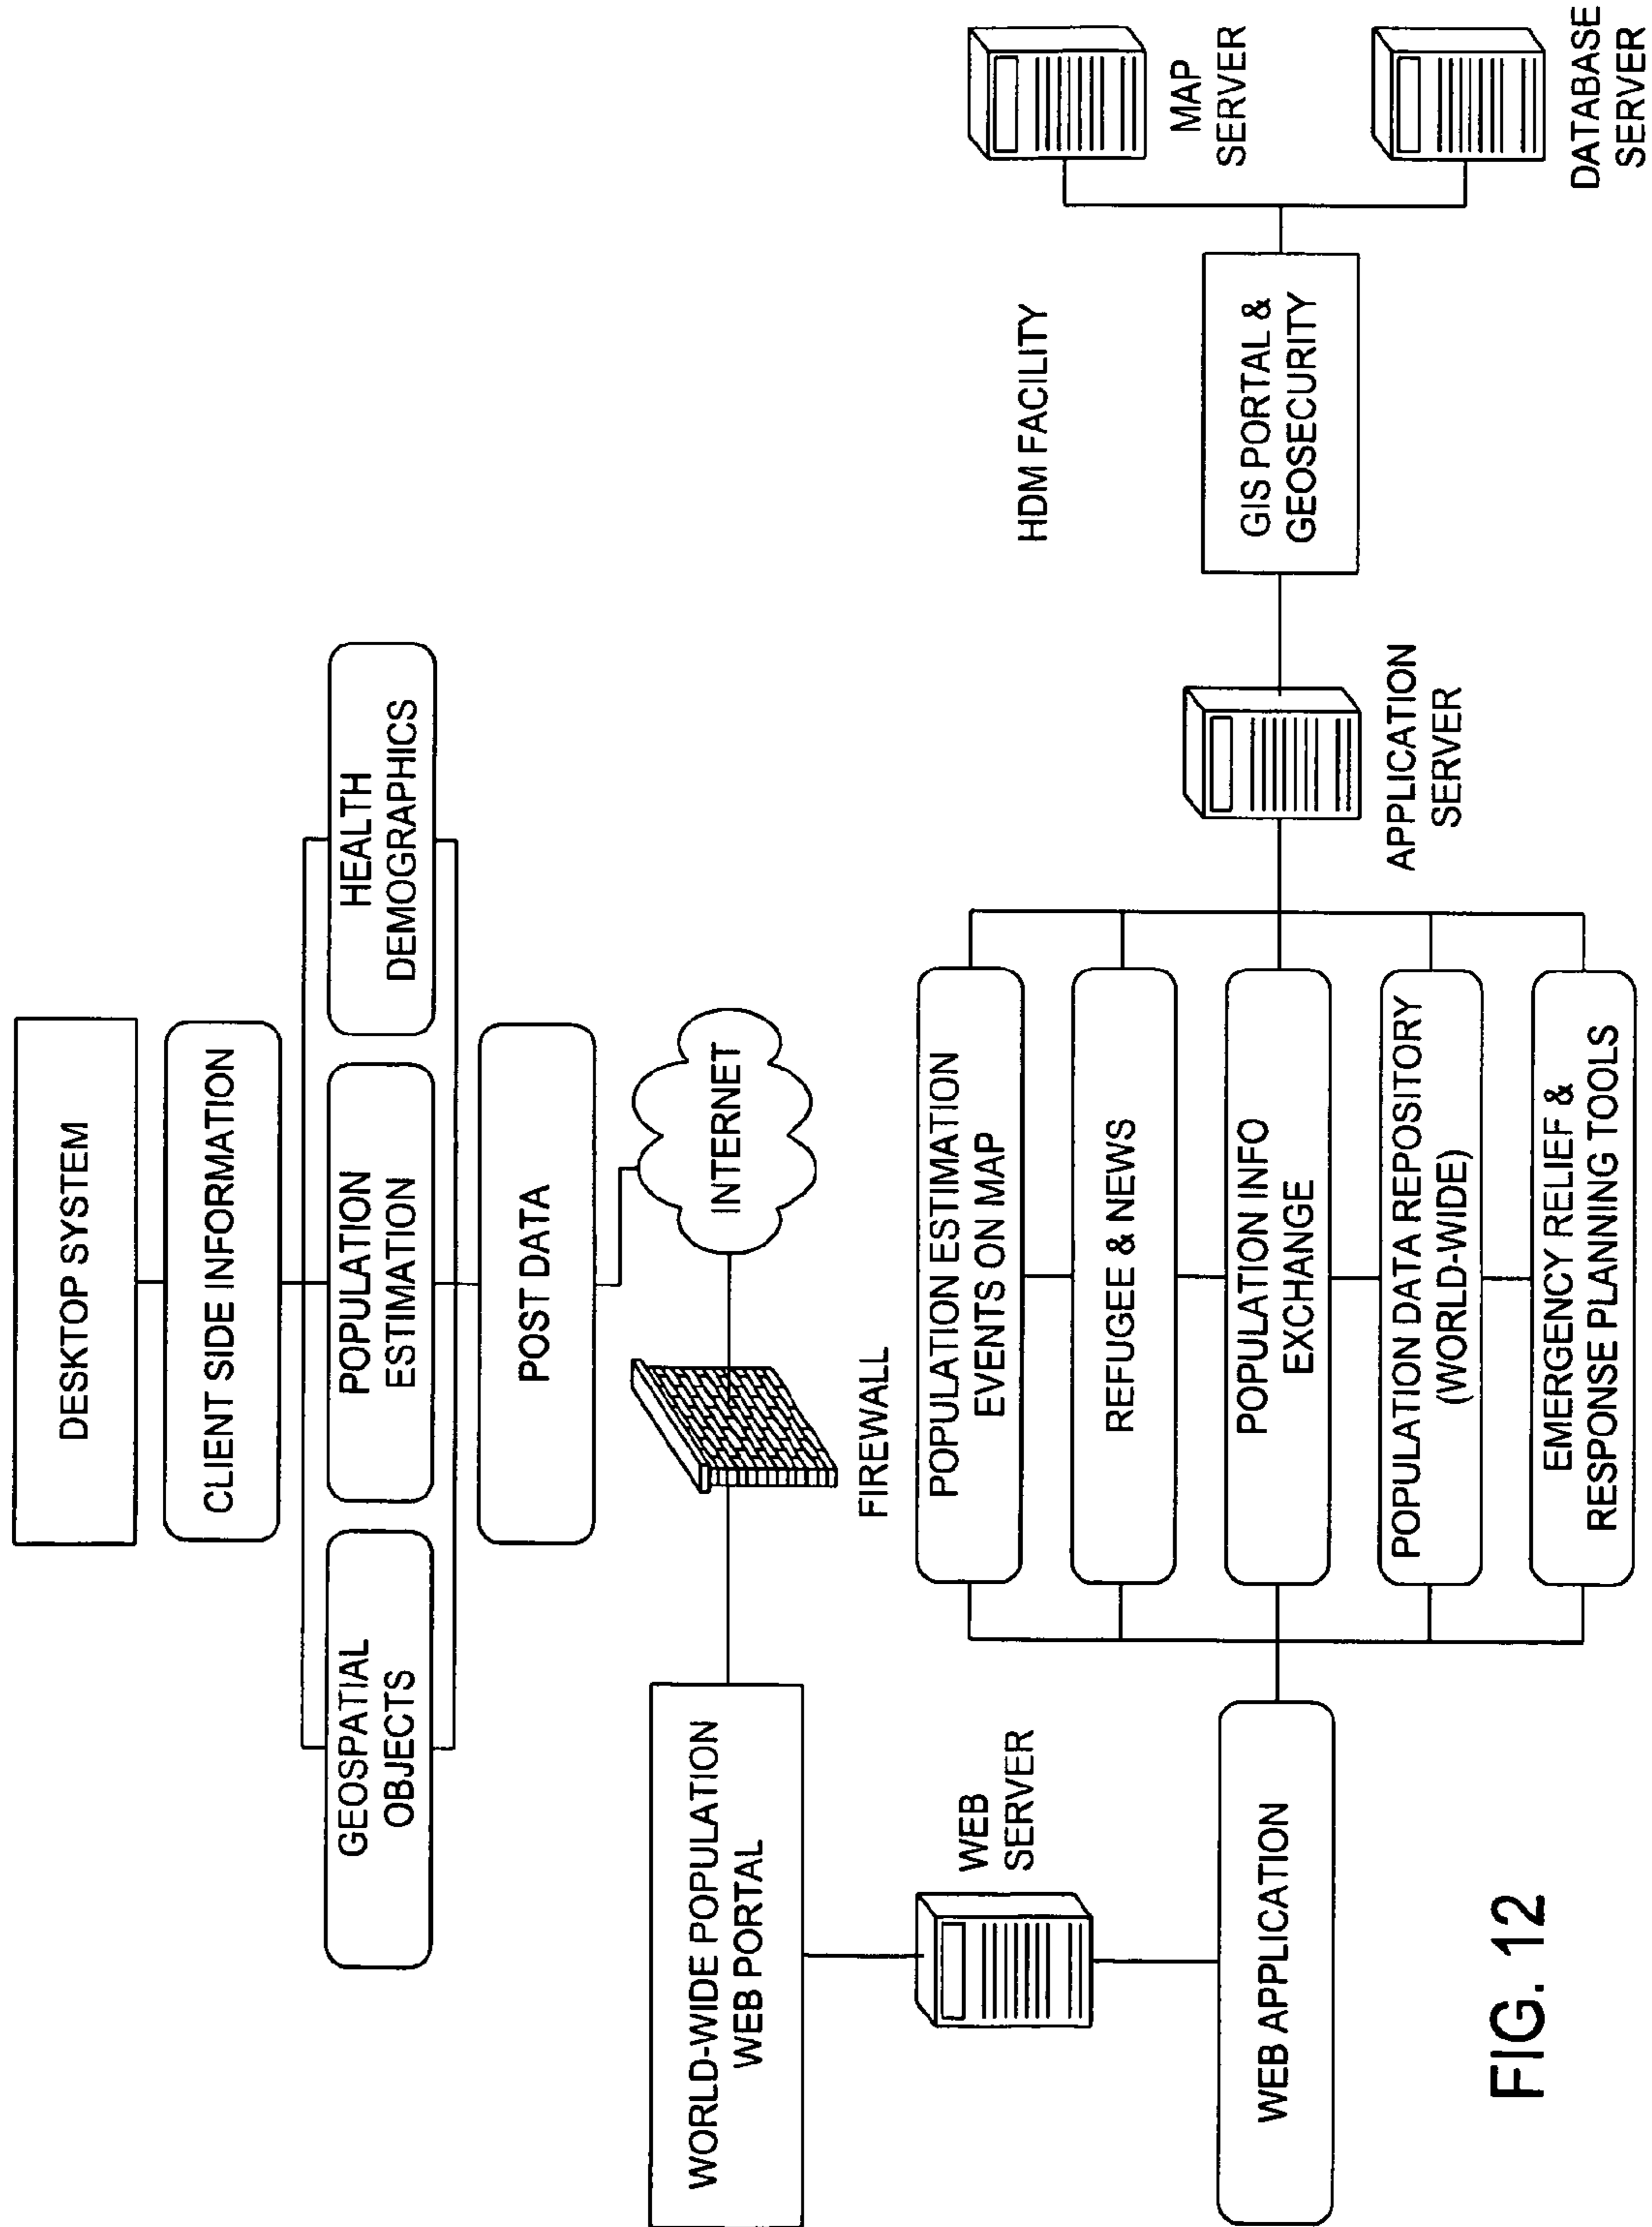 DESKTOP SYSTEM
CLIENT SIDE INFORMATION
GEOSPATIAL
OBJECTS
POPULATION
ESTIMATION
HEALTH
DEMOGRAPHICS
POST DATA
INTERNET
FIREWALL
WORLD-WIDE POPULATION
WEB PORTAL
WEB
SERVER
WEB APPLICATION
POPULATION ESTIMATION
EVENTS ON MAP
REFUGEE & NEWS
POPULATION INFO
EXCHANGE
POPULATION DATA REPOSITORY
(WORLD-WIDE)
EMERGENCY RELIEF &
RESPONSE PLANNING TOOLS
APPLICATION
SERVER
HDM FACILITY
GIS PORTAL &
GEOSECURITY
MAP
SERVER
DATABASE
SERVER
FIG. 12